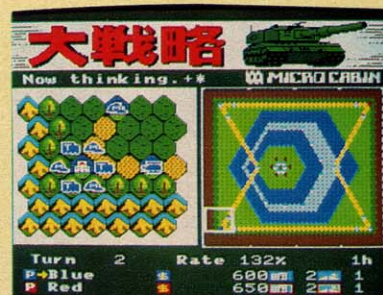 大戦略
Now thinking.+*
MICRO CABIN
Turn 2 Rate 132% 1h
P→Blue $ 600 2 1
P Red $ 650 2 1